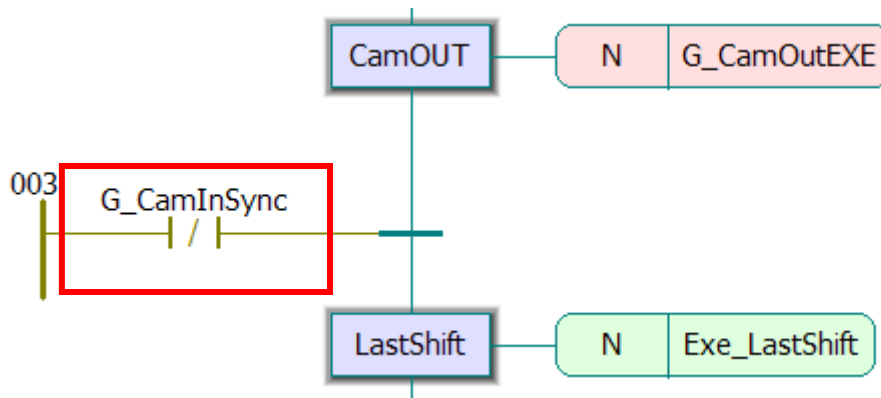 CamOUT N G_CamOutEXE
003
G_CamInSync
/
LastShift N Exe_LastShift